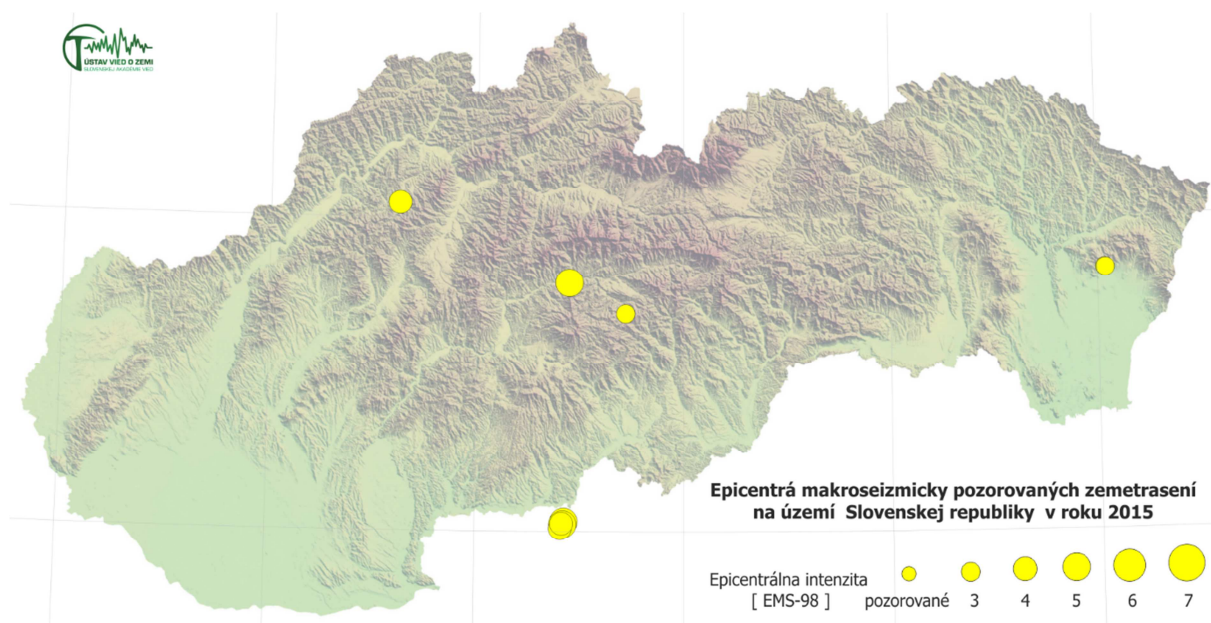 ÚSTAV VIED O ZEMI
SLOVENSKEJ AKADÉMIE VIED
Epicentrá makroseizmicky pozorovaných zemetrasení
na území Slovenskej republiky v roku 2015
Epicentrálna intenzita
[ EMS-98 ] pozorované 3 4 5 6 7